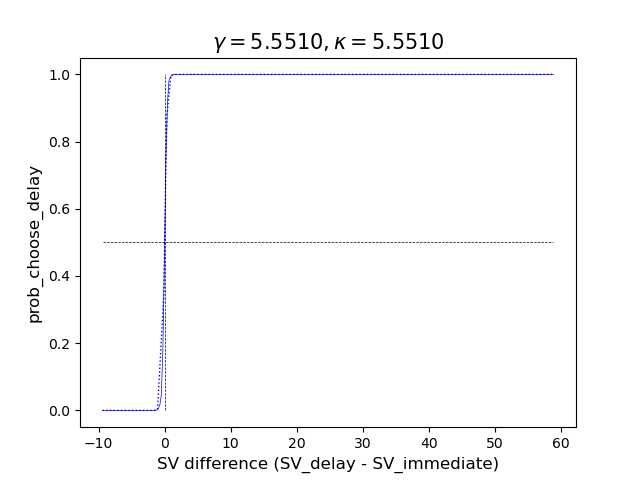 γ = 5.5510, κ = 5.5510
1.0
0.8
0.6
0.4
0.2
0.0
prob_choose_delay
−10 0 10 20 30 40 50 60
SV difference (SV_delay - SV_immediate)